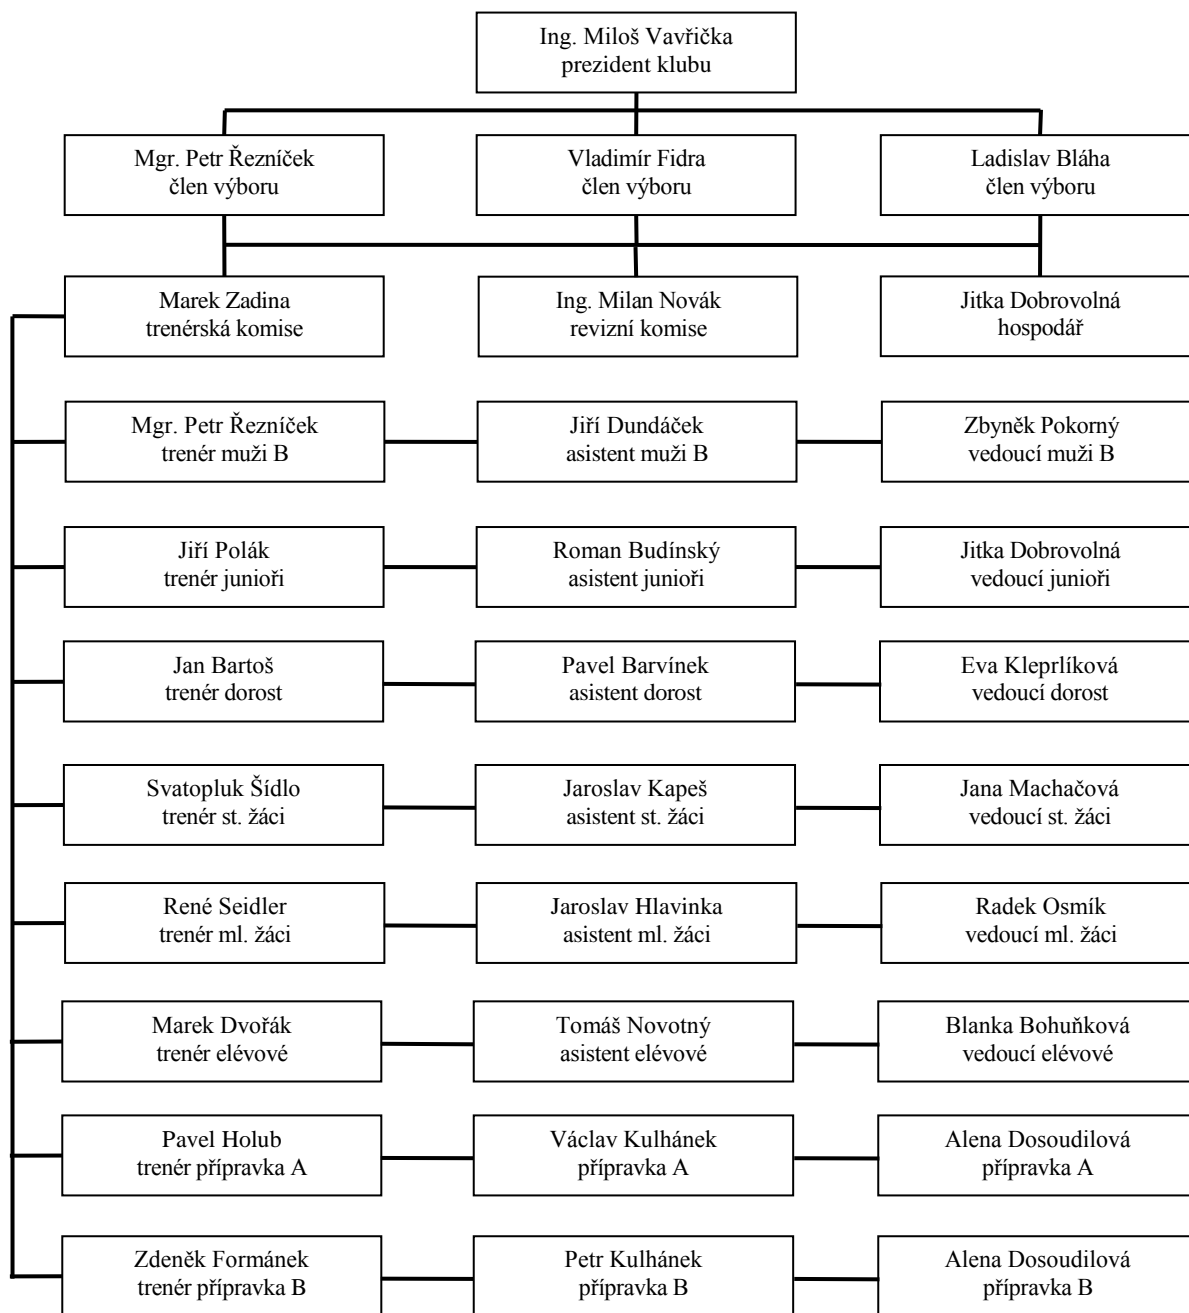 Ing. Miloš Vavřička
prezident klubu
Mgr. Petr Řezníček
člen výboru
Vladimír Fidra
člen výboru
Ladislav Bláha
člen výboru
Marek Zadina
trenérská komise
Ing. Milan Novák
revizní komise
Jitka Dobrovolná
hospodář
Mgr. Petr Řezníček
trenér muži B
Jiří Dundáček
asistent muži B
Zbyněk Pokorný
vedoucí muži B
Jiří Polák
trenér junioři
Roman Budínský
asistent junioři
Jitka Dobrovolná
vedoucí junioři
Jan Bartoš
trenér dorost
Pavel Barvínek
asistent dorost
Eva Kleprlíková
vedoucí dorost
Svatopluk Šídlo
trenér st. žáci
Jaroslav Kapeš
asistent st. žáci
Jana Machačová
vedoucí st. žáci
René Seidler
trenér ml. žáci
Jaroslav Hlavinka
asistent ml. žáci
Radek Osmík
vedoucí ml. žáci
Marek Dvořák
trenér elévové
Tomáš Novotný
asistent elévové
Blanka Bohuňková
vedoucí elévové
Pavel Holub
trenér přípravka A
Václav Kulhánek
přípravka A
Alena Dosoudilová
přípravka A
Zdeněk Formánek
trenér přípravka B
Petr Kulhánek
přípravka B
Alena Dosoudilová
přípravka B